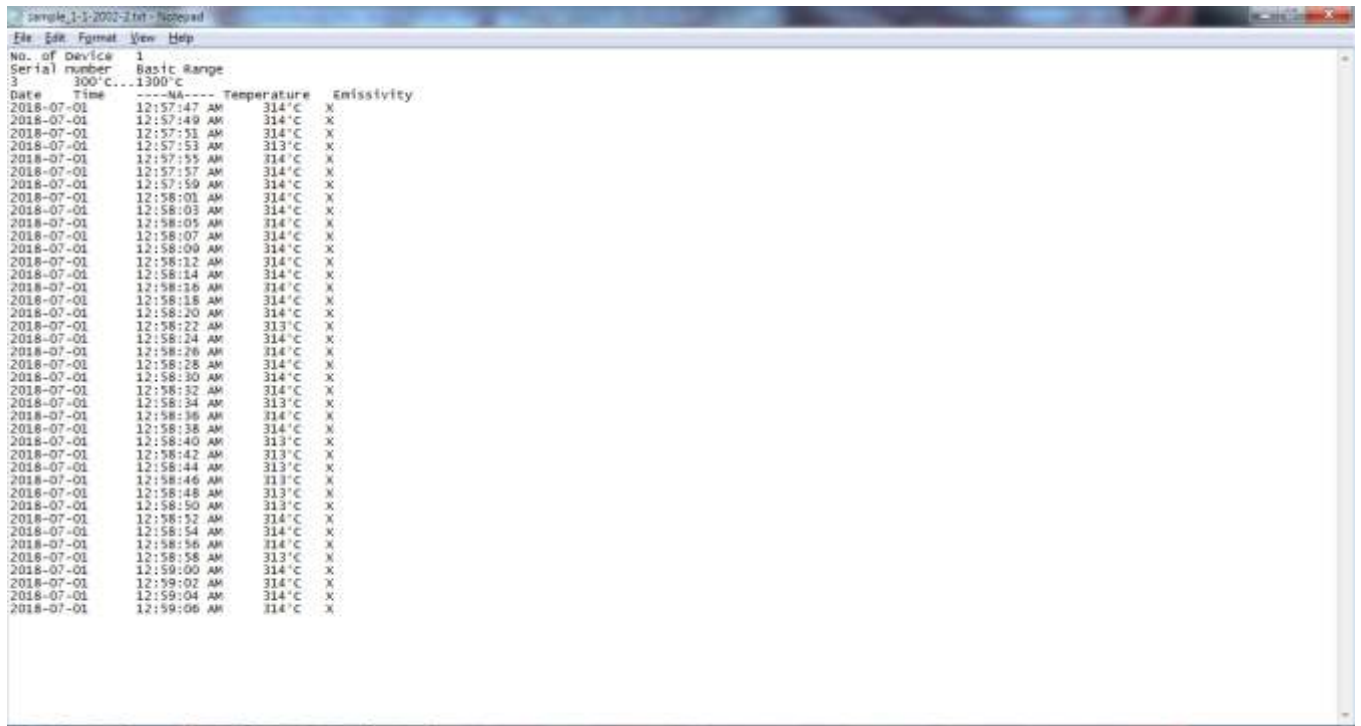 sample_1-1-2002-2.txt - Notepad
File Edit Format View Help
No. of Device 1
Serial number Basic Range
3 300°C...1300°C
Date Time ----NA---- Temperature Emissivity
2018-07-01 12:57:47 AM 314°C X
2018-07-01 12:57:49 AM 314°C X
2018-07-01 12:57:51 AM 314°C X
2018-07-01 12:57:53 AM 313°C X
2018-07-01 12:57:55 AM 314°C X
2018-07-01 12:57:57 AM 314°C X
2018-07-01 12:57:59 AM 314°C X
2018-07-01 12:58:01 AM 314°C X
2018-07-01 12:58:03 AM 314°C X
2018-07-01 12:58:05 AM 314°C X
2018-07-01 12:58:07 AM 314°C X
2018-07-01 12:58:09 AM 314°C X
2018-07-01 12:58:12 AM 314°C X
2018-07-01 12:58:14 AM 314°C X
2018-07-01 12:58:16 AM 314°C X
2018-07-01 12:58:18 AM 314°C X
2018-07-01 12:58:20 AM 314°C X
2018-07-01 12:58:22 AM 313°C X
2018-07-01 12:58:24 AM 314°C X
2018-07-01 12:58:26 AM 314°C X
2018-07-01 12:58:28 AM 314°C X
2018-07-01 12:58:30 AM 314°C X
2018-07-01 12:58:32 AM 314°C X
2018-07-01 12:58:34 AM 313°C X
2018-07-01 12:58:36 AM 314°C X
2018-07-01 12:58:38 AM 314°C X
2018-07-01 12:58:40 AM 313°C X
2018-07-01 12:58:42 AM 313°C X
2018-07-01 12:58:44 AM 313°C X
2018-07-01 12:58:46 AM 313°C X
2018-07-01 12:58:48 AM 313°C X
2018-07-01 12:58:50 AM 313°C X
2018-07-01 12:58:52 AM 314°C X
2018-07-01 12:58:54 AM 314°C X
2018-07-01 12:58:56 AM 314°C X
2018-07-01 12:58:58 AM 313°C X
2018-07-01 12:59:00 AM 314°C X
2018-07-01 12:59:02 AM 314°C X
2018-07-01 12:59:04 AM 314°C X
2018-07-01 12:59:06 AM 314°C X